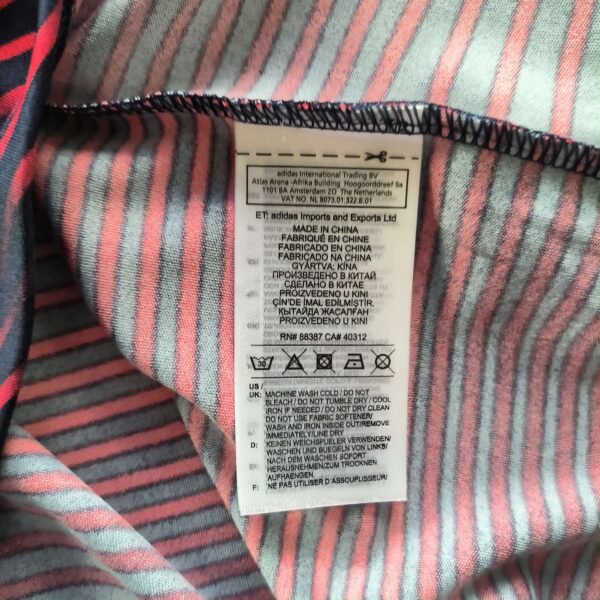 adidas International Trading BV
Atlas Arena -Afrika Building Hoogoorddreef 9a
1101 BA Amsterdam ZO The Netherlands
VAT NO. NL 8073.01.322.B.01
ET: adidas Imports and Exports Ltd
MADE IN CHINA
FABRIQUÉ EN CHINE
FABRICADO EN CHINA
FABRICADO NA CHINA
GYÁRTVA: KÍNA
ПРОИЗВЕДЕНО В КИТАЙ
СДЕЛАНО В КИТАЕ
PROIZVEDENO U KINI
ÇİN'DE İMAL EDİLMİŞTİR.
ҚЫТАЙДА ЖАСАЛҒАН
PROIZVEDENO U KINI
RN# 88387 CA# 40312
30
US /
UK: MACHINE WASH COLD / DO NOT
BLEACH / DO NOT TUMBLE DRY / COOL
IRON IF NEEDED / DO NOT DRY CLEAN
DO NOT USE FABRIC SOFTENER/
WASH AND IRON INSIDE OUT/REMOVE
IMMEDIATELY/LINE DRY
D: KEINEN WEICHSPUELER VERWENDEN/
WASCHEN UND BUEGELN VON LINKS/
NACH DEM WASCHEN SOFORT
HERAUSNEHMEN/ZUM TROCKNEN
AUFHAENGEN
F: NE PAS UTILISER D ASSOUPLISSEUR/